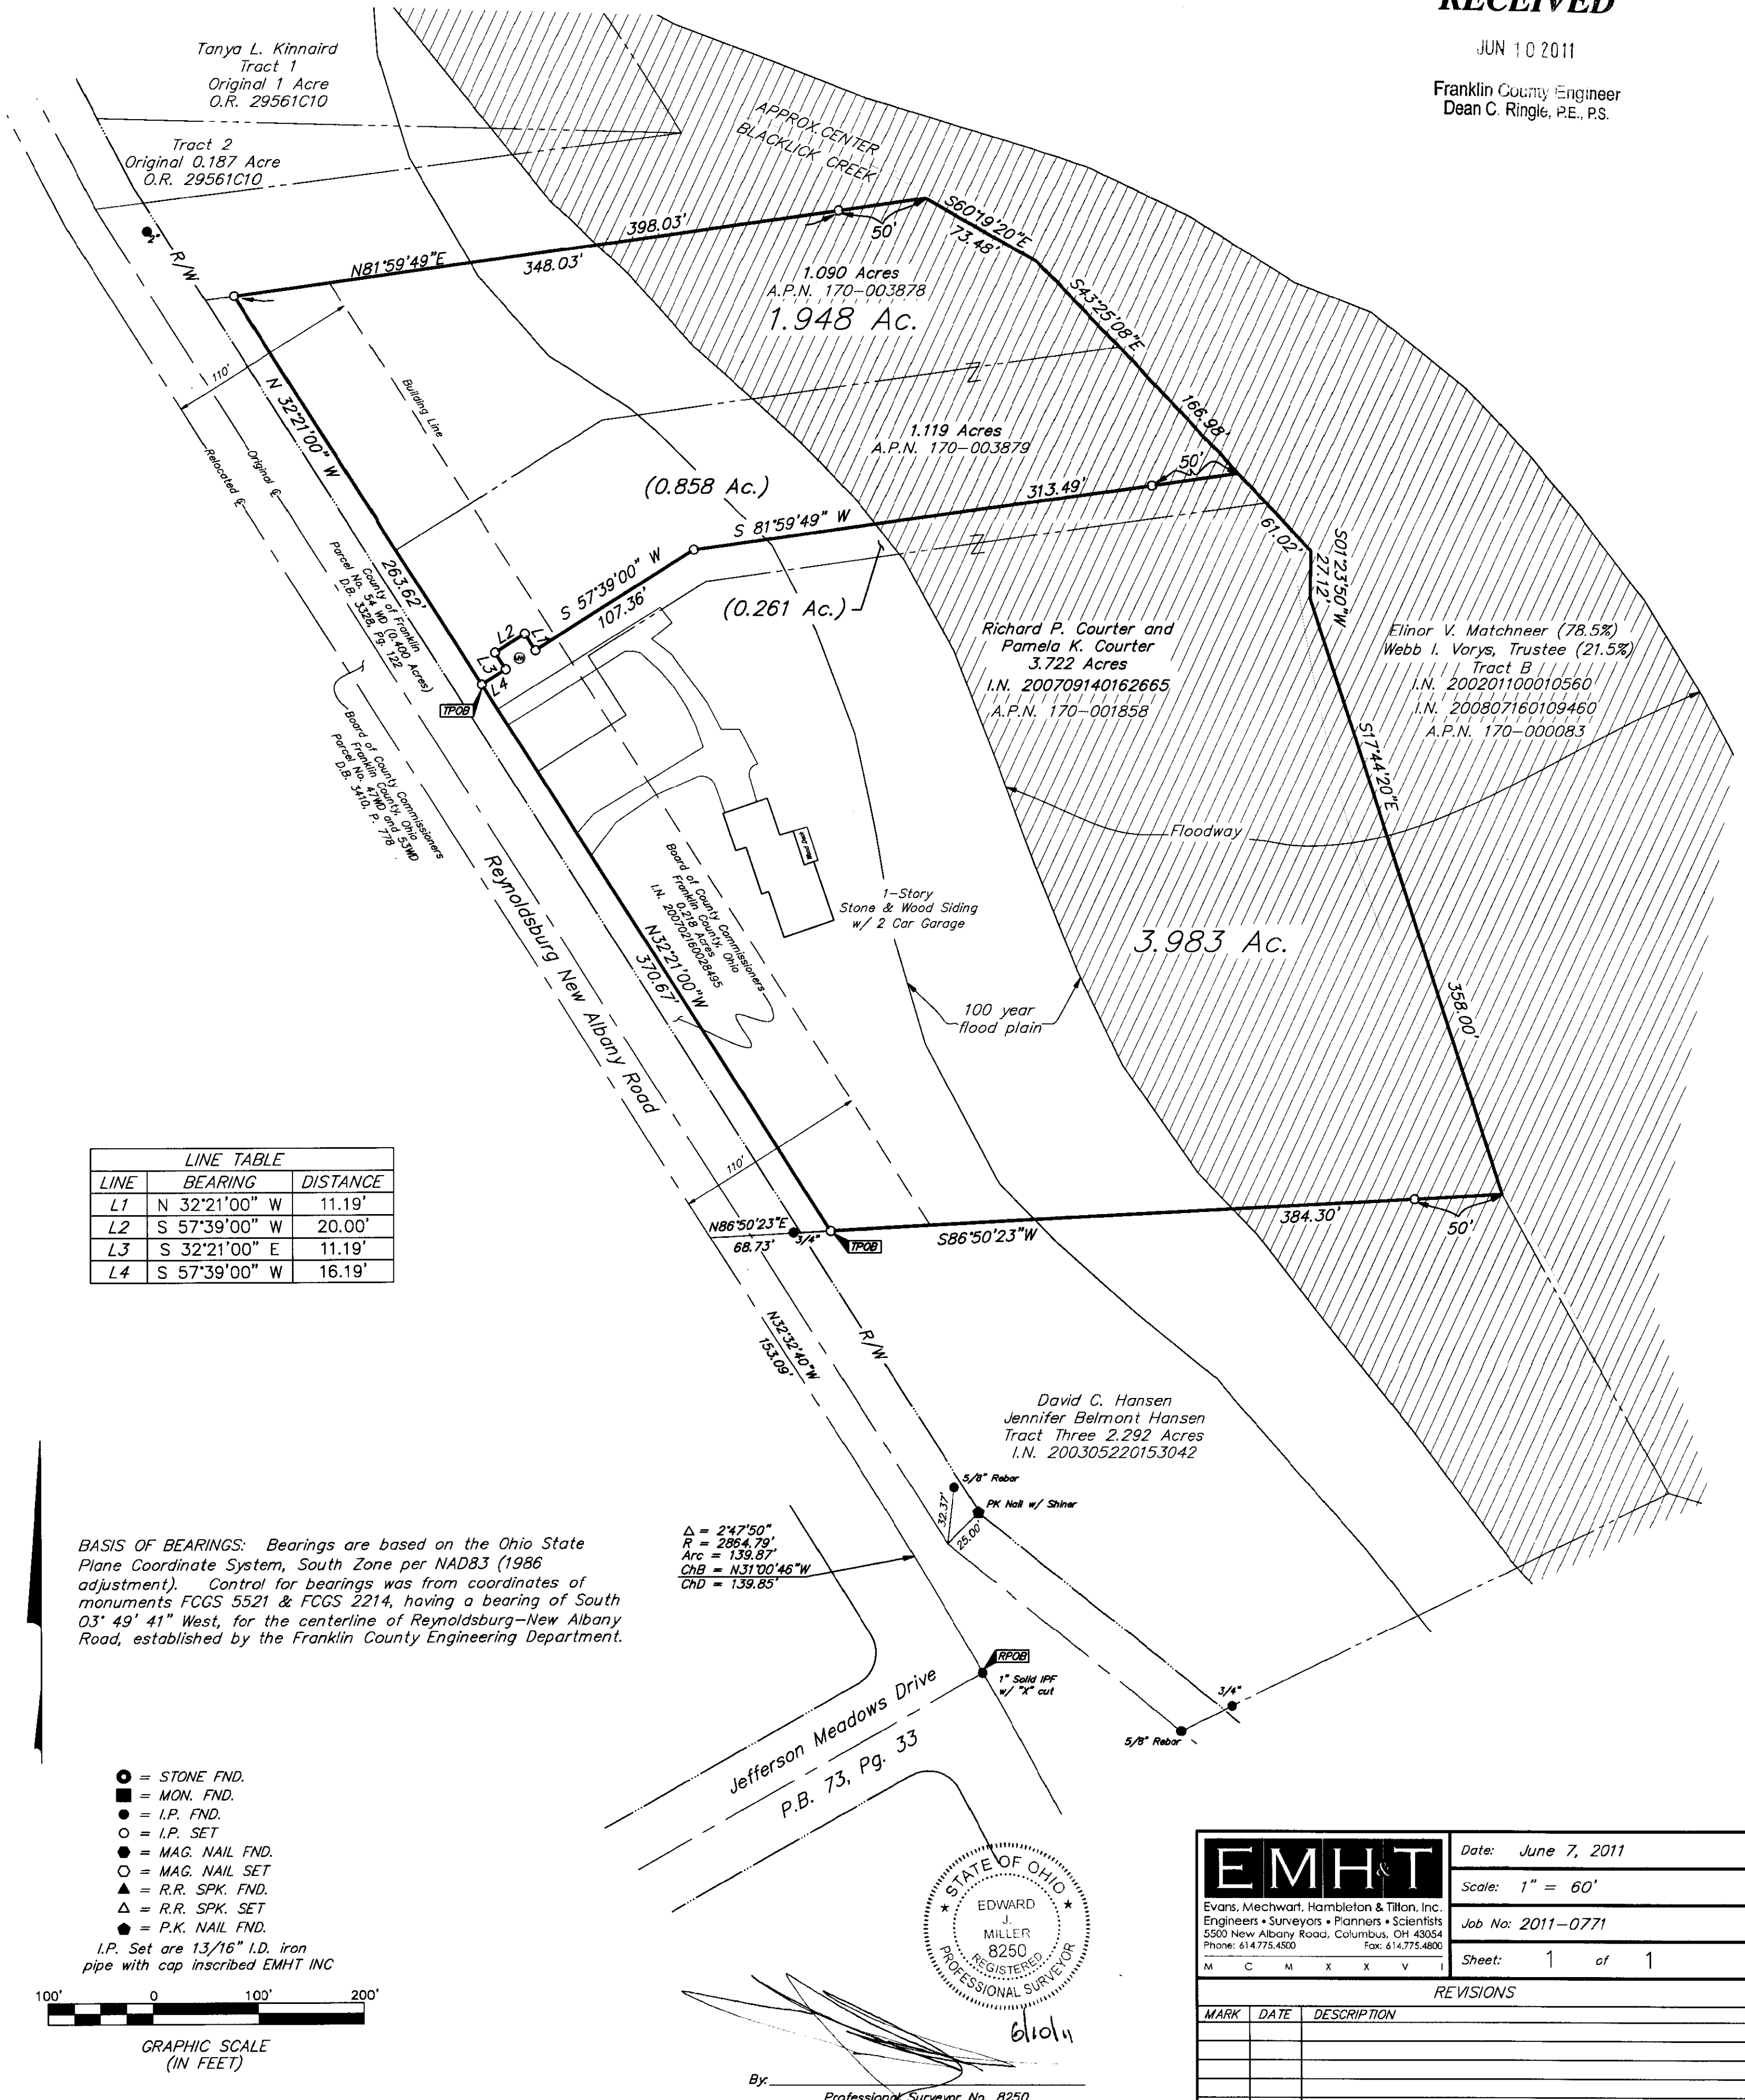 RECEIVED
JUN 10 2011
Franklin County Engineer
Dean C. Ringle, P.E., P.S.
Tanya L. Kinnaird
Tract 1
Original 1 Acre
O.R. 29561C10
Tract 2
Original 0.187 Acre
O.R. 29561C10
APPROX. CENTER
BLACKLICK CREEK
2"
R/W
N81°59'49"E
398.03'
348.03'
50'
S60°19'20"E
73.48'
1.090 Acres
A.P.N. 170-003878
1.948 Ac.
S43°25'08"E
166.98'
110'
N 32°21'00" W
263.62'
Building Line
Relocated ℄
Original ℄
1.119 Acres
A.P.N. 170-003879
50'
(0.858 Ac.)
313.49'
S 81°59'49" W
61.02'
S01°23'50"W
27.12'
County of Franklin
Parcel No. 54 WD (0.400 Acres)
D.B. 3328, Pg. 122
S 57°39'00" W
107.36'
(0.261 Ac.)
L2
L1
L3
L4
TPOB
Richard P. Courter and
Pamela K. Courter
3.722 Acres
I.N. 200709140162665
A.P.N. 170-001858
Elinor V. Matchneer (78.5%)
Webb I. Vorys, Trustee (21.5%)
Tract B
I.N. 200201100010560
I.N. 200807160109460
A.P.N. 170-000083
Board of County Commissioners
Franklin County, Ohio
Parcel No. 47WD and 53WD
D.B. 3410, P. 778
S17°44'20"E
358.00'
Floodway
Wood Deck
1-Story
Stone & Wood Siding
w/ 2 Car Garage
Board of County Commissioners
Franklin County, Ohio
0.218 Acres
I.N. 200702160028495
Reynoldsburg New Albany Road
N32°21'00"W
370.67'
3.983 Ac.
100 year
flood plain
110'
LINE TABLE
LINE BEARING DISTANCE
L1 N 32°21'00" W 11.19'
L2 S 57°39'00" W 20.00'
L3 S 32°21'00" E 11.19'
L4 S 57°39'00" W 16.19'
N86°50'23"E
68.73'
3/4"
TPOB
S86°50'23"W
384.30'
50'
N32°32'40"W
153.09'
R/W
David C. Hansen
Jennifer Belmont Hansen
Tract Three 2.292 Acres
I.N. 200305220153042
5/8" Rebar
PK Nail w/ Shiner
32.37'
25.00'
BASIS OF BEARINGS: Bearings are based on the Ohio State
Plane Coordinate System, South Zone per NAD83 (1986
adjustment). Control for bearings was from coordinates of
monuments FCGS 5521 & FCGS 2214, having a bearing of South
03° 49' 41" West, for the centerline of Reynoldsburg-New Albany
Road, established by the Franklin County Engineering Department.
Δ = 2°47'50"
R = 2864.79'
Arc = 139.87'
ChB = N31°00'46"W
ChD = 139.85'
RPOB
1" Solid IPF
w/ "X" cut
3/4"
5/8" Rebar
Jefferson Meadows Drive
P.B. 73, Pg. 33
= STONE FND.
= MON. FND.
= I.P. FND.
= I.P. SET
= MAG. NAIL FND.
= MAG. NAIL SET
= R.R. SPK. FND.
= R.R. SPK. SET
= P.K. NAIL FND.
I.P. Set are 13/16" I.D. iron
pipe with cap inscribed EMHT INC
100' 0 100' 200'
GRAPHIC SCALE
(IN FEET)
STATE OF OHIO
EDWARD
J.
MILLER
8250
REGISTERED
PROFESSIONAL SURVEYOR
6/10/11
By:
Professional Surveyor No. 8250
EMH&T
Evans, Mechwart, Hambleton & Tilton, Inc.
Engineers • Surveyors • Planners • Scientists
5500 New Albany Road, Columbus, OH 43054
Phone: 614.775.4500 Fax: 614.775.4800
M C M X X V I
Date: June 7, 2011
Scale: 1" = 60'
Job No: 2011-0771
Sheet: 1 of 1
REVISIONS
MARK DATE DESCRIPTION